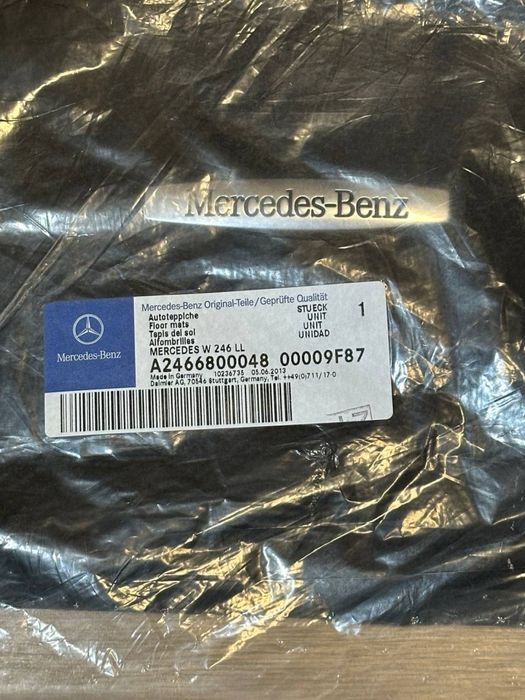 Mercedes-Benz
Mercedes-Benz Original-Teile/Geprüfte Qualität
Autoteppiche STUECK 1
Floor mats UNIT
Tapis del sol UNIT
Alfombrilles UNIDAD
MERCEDES W 246 LL
A2466800048 00009F87
Made in Germany 10236735 05.06.2013
Daimler AG, 70546 Stuttgart, Germany, Tel. ++49(0)711/17-0
Mercedes-Benz